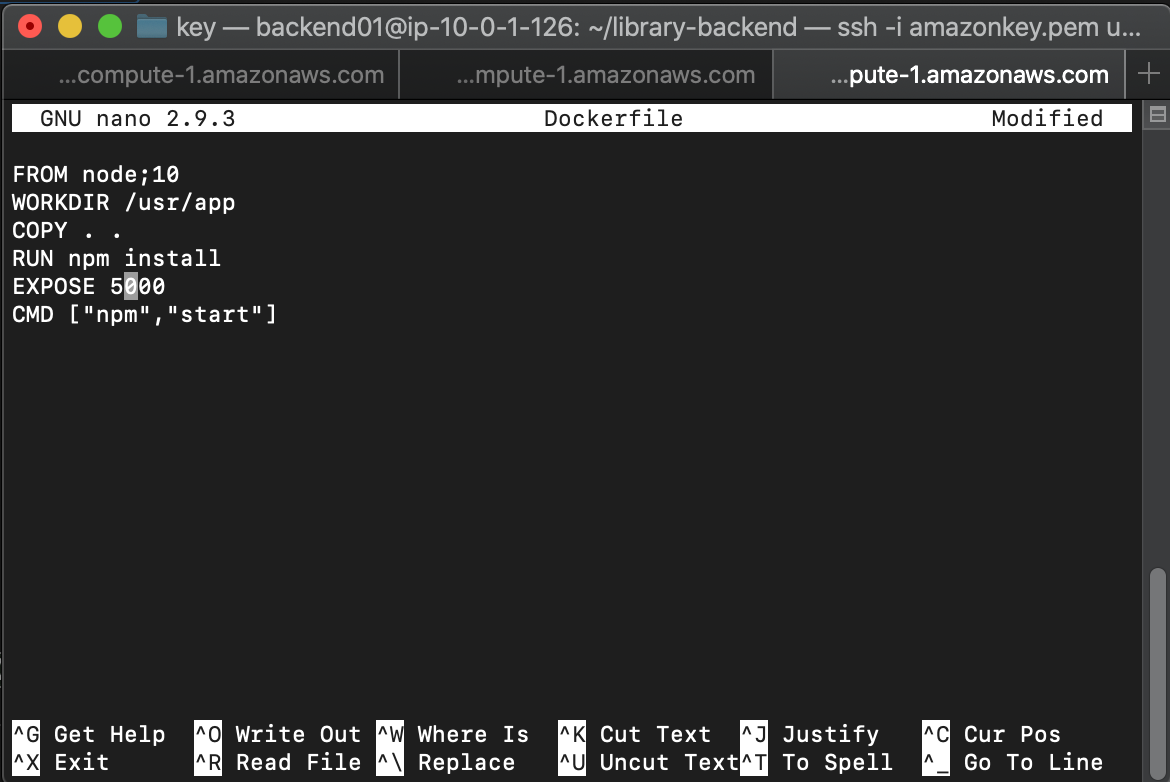 key — backend01@ip-10-0-1-126: ~/library-backend — ssh -i amazonkey.pem u...
...compute-1.amazonaws.com ...mpute-1.amazonaws.com ...pute-1.amazonaws.com +
GNU nano 2.9.3 Dockerfile Modified
FROM node;10
WORKDIR /usr/app
COPY . .
RUN npm install
EXPOSE 5000
CMD ["npm","start"]
^G Get Help ^O Write Out ^W Where Is ^K Cut Text ^J Justify ^C Cur Pos
^X Exit ^R Read File ^\ Replace ^U Uncut Text ^T To Spell ^_ Go To Line